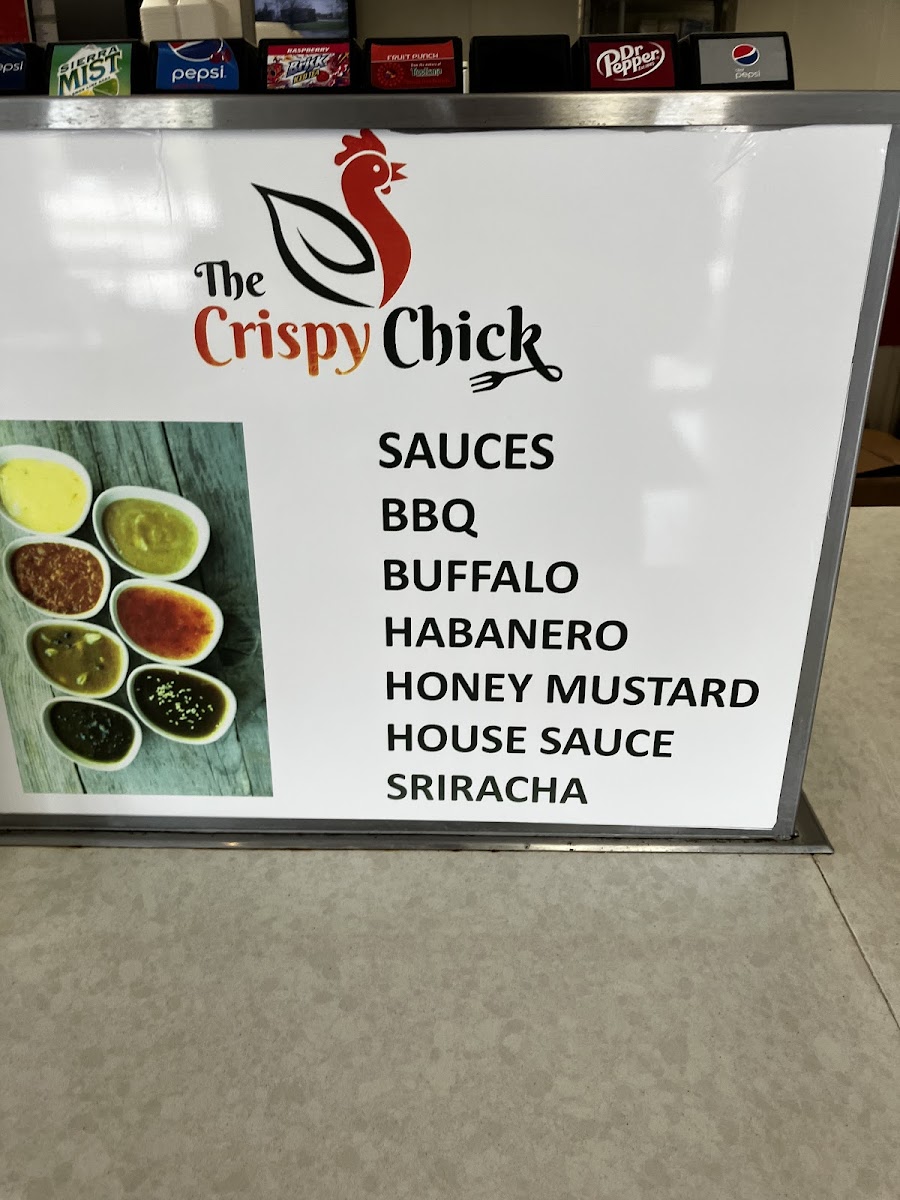 psi
SIERRA
MIST
pepsi
RASPBERRY
FRUIT PUNCH
Dr
Pepper
pepsi
The
Crispy Chick
SAUCES
BBQ
BUFFALO
HABANERO
HONEY MUSTARD
HOUSE SAUCE
SRIRACHA